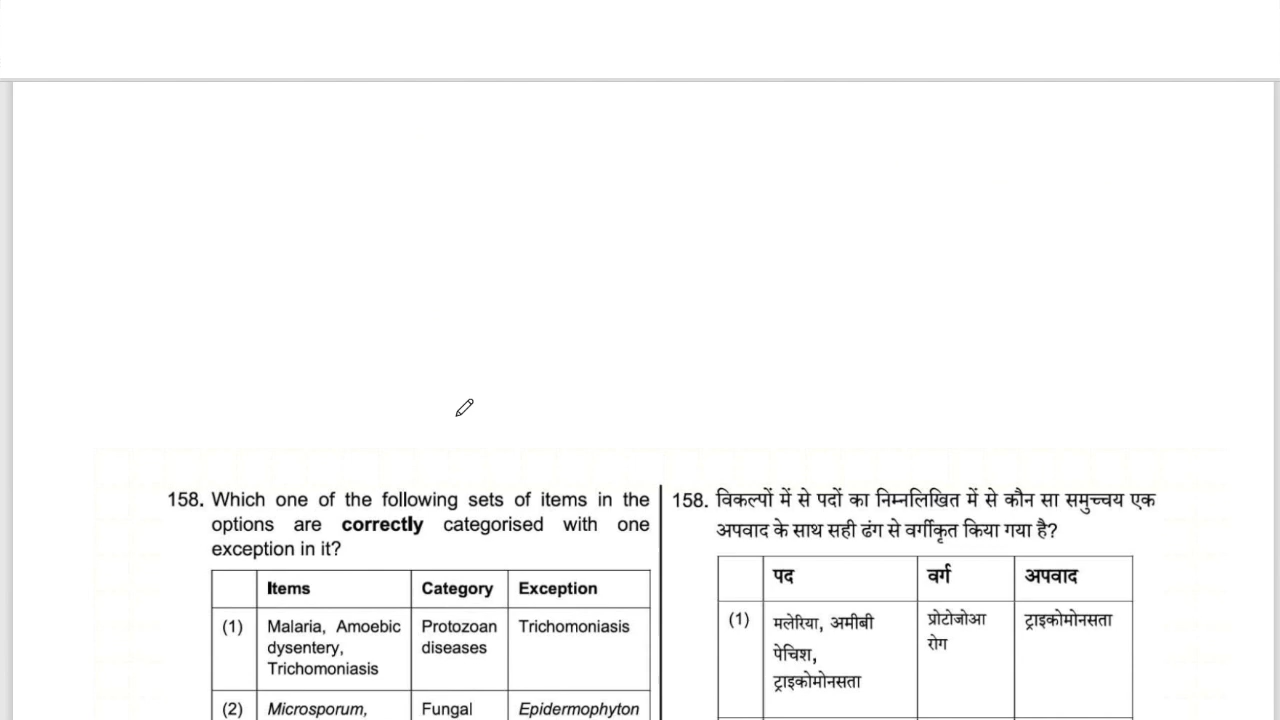 158. Which one of the following sets of items in the
options are correctly categorised with one
exception in it?
Items Category Exception
(1) Malaria, Amoebic Protozoan Trichomoniasis
dysentery, diseases
Trichomoniasis
(2) Microsporum, Fungal Epidermophyton
158. विकल्पों में से पदों का निम्नलिखित में से कौन सा समुच्चय एक
अपवाद के साथ सही ढंग से वर्गीकृत किया गया है?
पद वर्ग अपवाद
(1) मलेरिया, अमीबी प्रोटोजोआ ट्राइकोमोनसता
पेचिश, रोग
ट्राइकोमोनसता